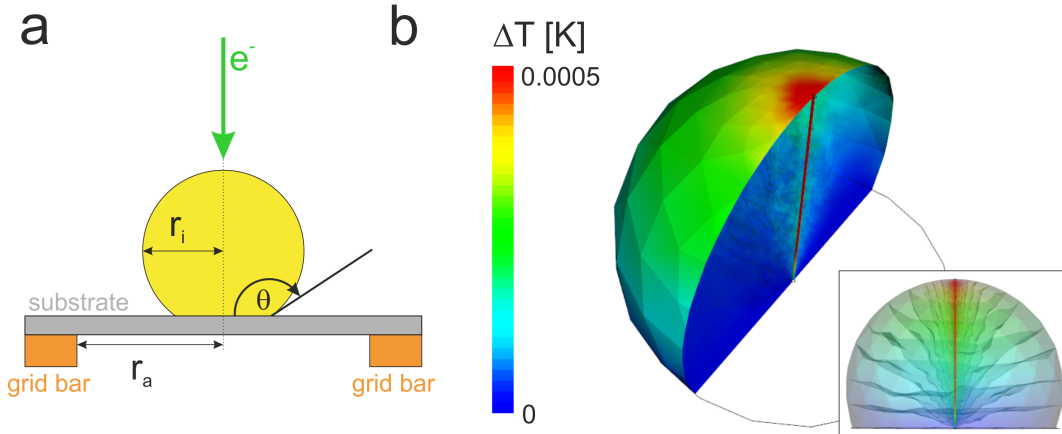 a
e⁻
rᵢ
θ
substrate
rₐ
grid bar
grid bar
b
ΔT [K]
0.0005
0